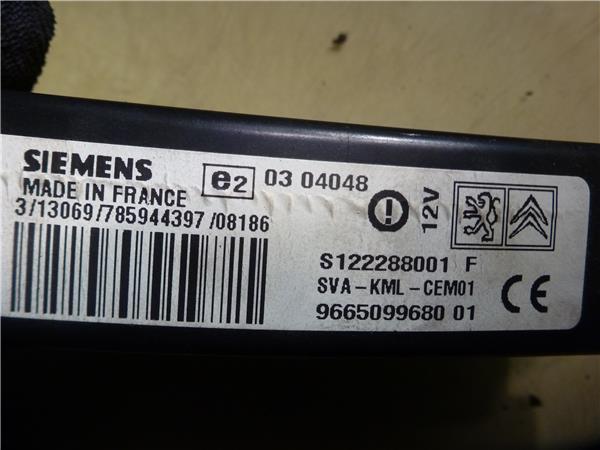 SIEMENS
MADE IN FRANCE
3/13069/785944397/08186
e2 03 04048
12V
S122288001 F
SVA-KML-CEM01
9665099680 01
CE